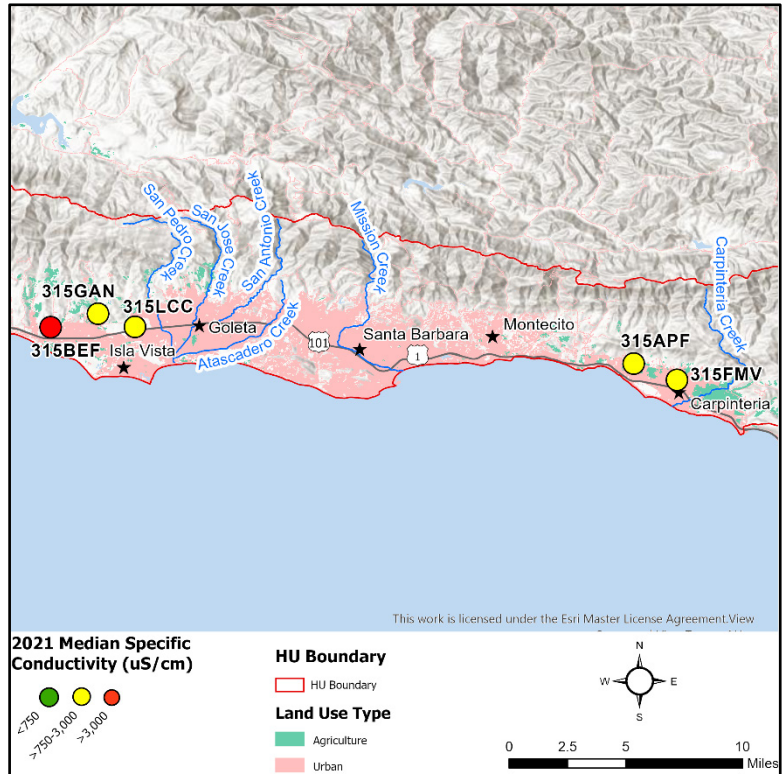 San Pedro Creek
San Jose Creek
San Antonio Creek
Mission Creek
Carpinteria Creek
315GAN
315LCC
315BEF
Goleta
Isla Vista
Atascadero Creek
101
Santa Barbara
1
Montecito
315APF
315FMV
Carpinteria
This work is licensed under the Esri Master License Agreement.View
2021 Median Specific
Conductivity (uS/cm)
<750
>750-3,000
>3,000
HU Boundary
HU Boundary
Land Use Type
Agriculture
Urban
N
W
E
S
0 2.5 5 10
Miles